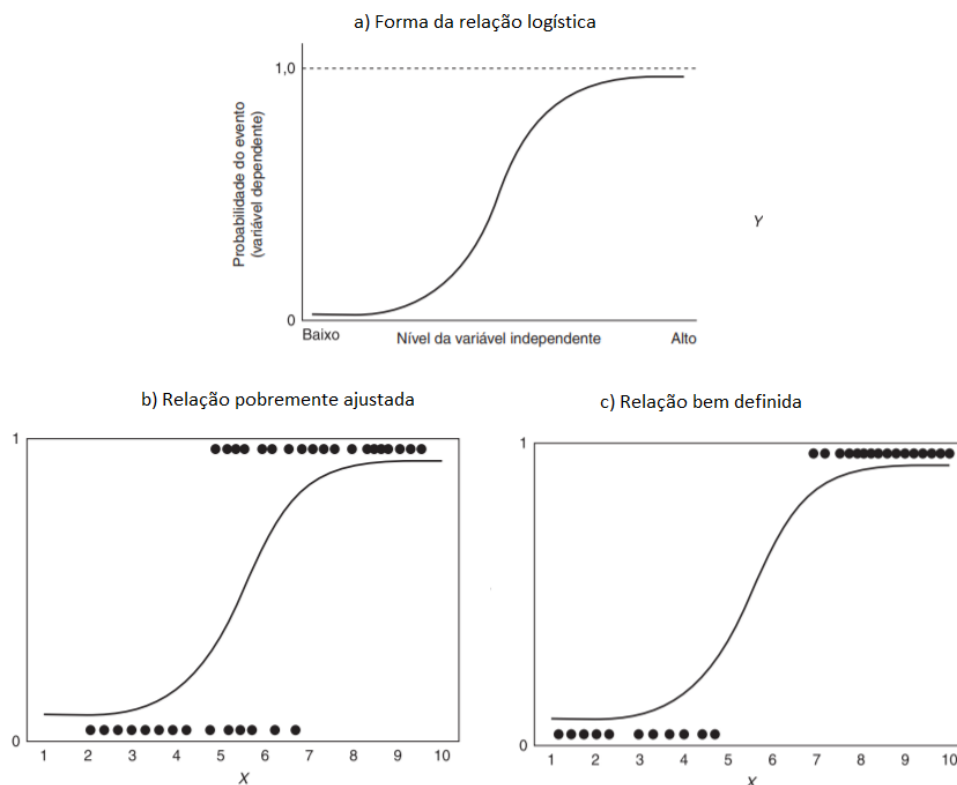 a) Forma da relação logística
1,0
Probabilidade do evento
(variável dependente)
Y
0
Baixo
Nível da variável independente
Alto
b) Relação pobremente ajustada
1
0
1 2 3 4 5 6 7 8 9 10
X
c) Relação bem definida
1
0
1 2 3 4 5 6 7 8 9 10
X